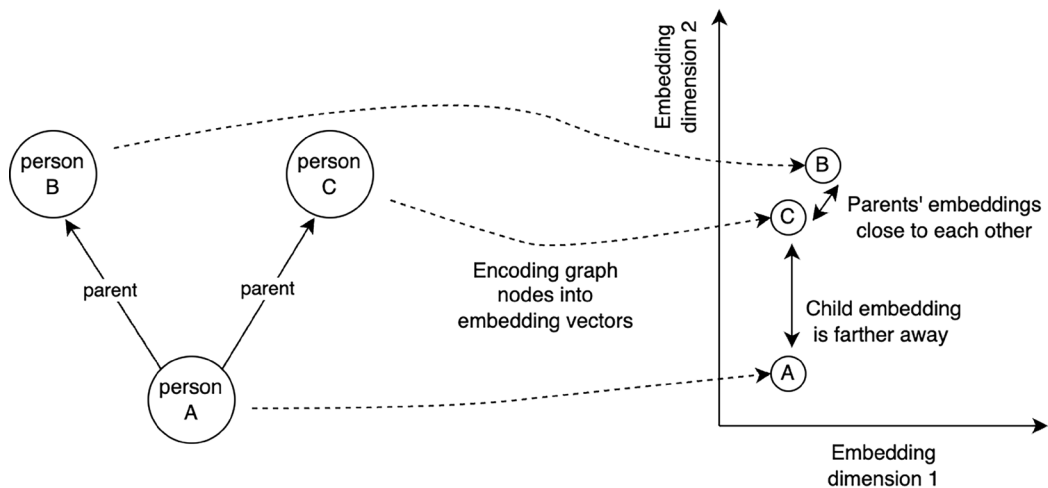 person
B
person
C
parent
parent
person
A
Encoding graph
nodes into
embedding vectors
Embedding
dimension 2
B
C
Parents' embeddings
close to each other
Child embedding
is farther away
A
Embedding
dimension 1